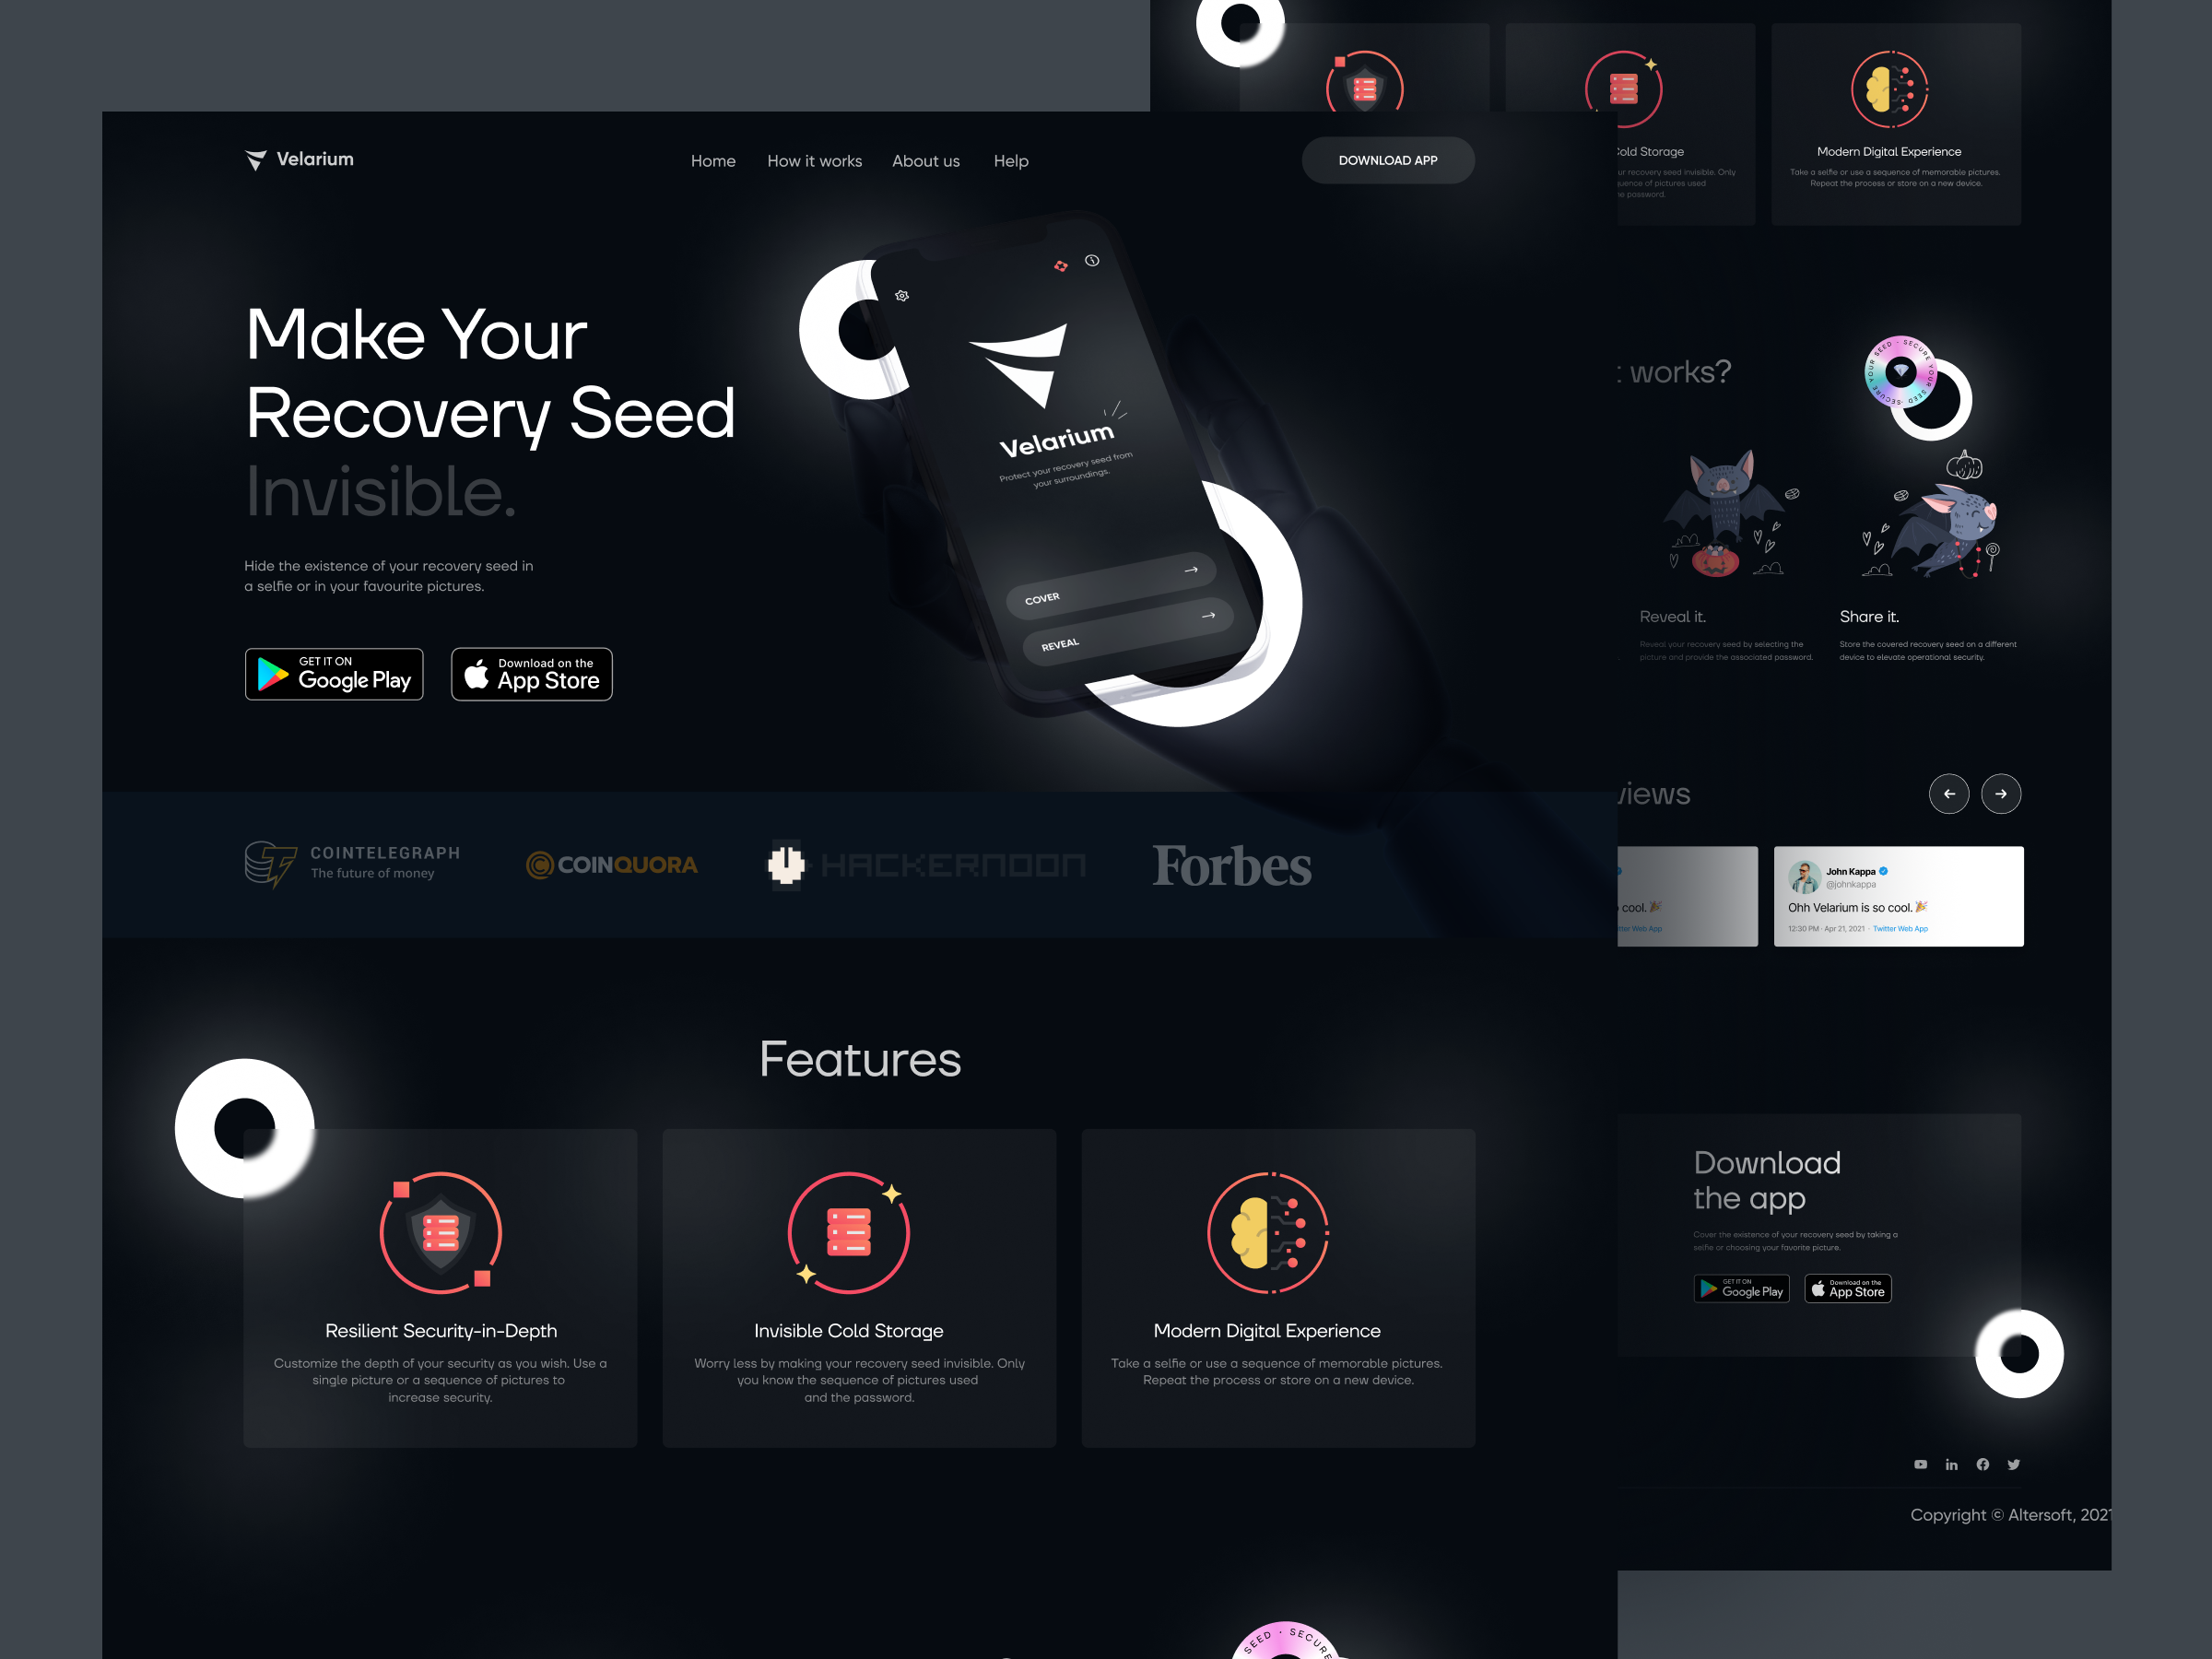 Velarium
Home
How it works
About us
Help
DOWNLOAD APP
Make Your
Recovery Seed
Invisible.
Hide the existence of your recovery seed in
a selfie or in your favourite pictures.
GET IT ON
Google Play
Download on the
App Store
Velarium
Protect your recovery seed from
your surroundings.
COVER
REVEAL
COINTELEGRAPH
The future of money
COINQUORA
HACKERNOON
Forbes
Features
Resilient Security-in-Depth
Customize the depth of your security as you wish. Use a
single picture or a sequence of pictures to
increase security.
Invisible Cold Storage
Worry less by making your recovery seed invisible. Only
you know the sequence of pictures used
and the password.
Modern Digital Experience
Take a selfie or use a sequence of memorable pictures.
Repeat the process or store on a new device.
SEED · SECURE
Cold Storage
ur recovery seed invisible. Only
quence of pictures used
he password.
Modern Digital Experience
Take a selfie or use a sequence of memorable pictures.
Repeat the process or store on a new device.
t works?
SECURE YOUR SEED · SECURE YOUR SEED ·
Reveal it.
Reveal your recovery seed by selecting the
picture and provide the associated password.
Share it.
Store the covered recovery seed on a different
device to elevate operational security.
views
cool. 🎉
tter Web App
John Kappa
@johnkappa
Ohh Velarium is so cool. 🎉
12:30 PM · Apr 21, 2021 · Twitter Web App
Download
the app
Cover the existence of your recovery seed by taking a
selfie or choosing your favorite picture.
GET IT ON
Google Play
Download on the
App Store
Copyright © Altersoft, 2021